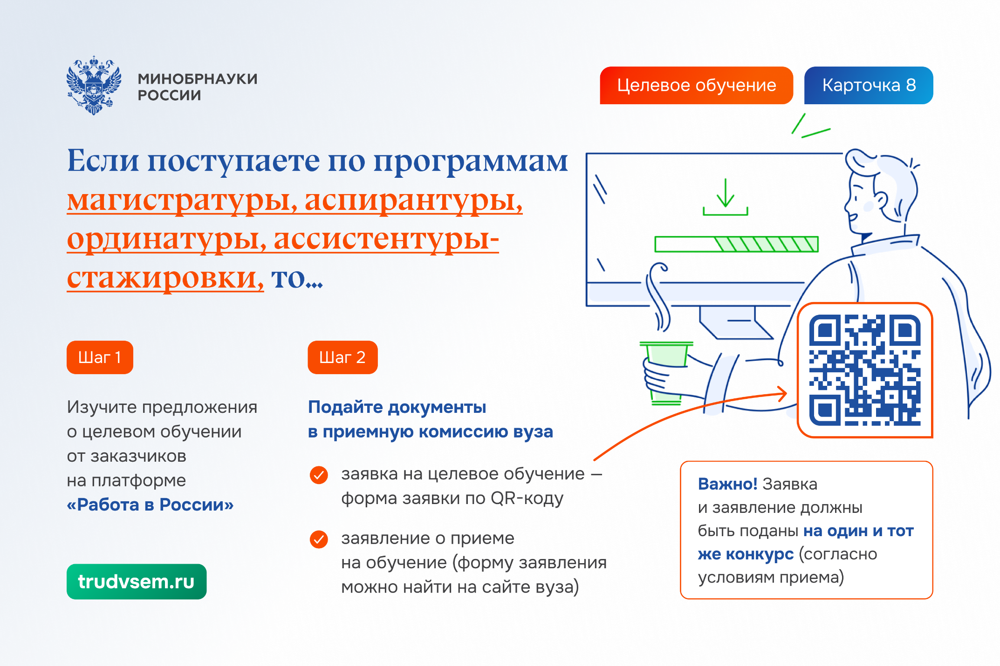 МИНОБРНАУКИ
РОССИИ
Целевое обучение
Карточка 8
Если поступаете по программам
магистратуры, аспирантуры,
ординатуры, ассистентуры-
стажировки, то...
Шаг 1
Изучите предложения
о целевом обучении
от заказчиков
на платформе
«Работа в России»
trudvsem.ru
Шаг 2
Подайте документы
в приемную комиссию вуза
заявка на целевое обучение —
форма заявки по QR-коду
заявление о приеме
на обучение (форму заявления
можно найти на сайте вуза)
Важно! Заявка
и заявление должны
быть поданы на один и тот
же конкурс (согласно
условиям приема)